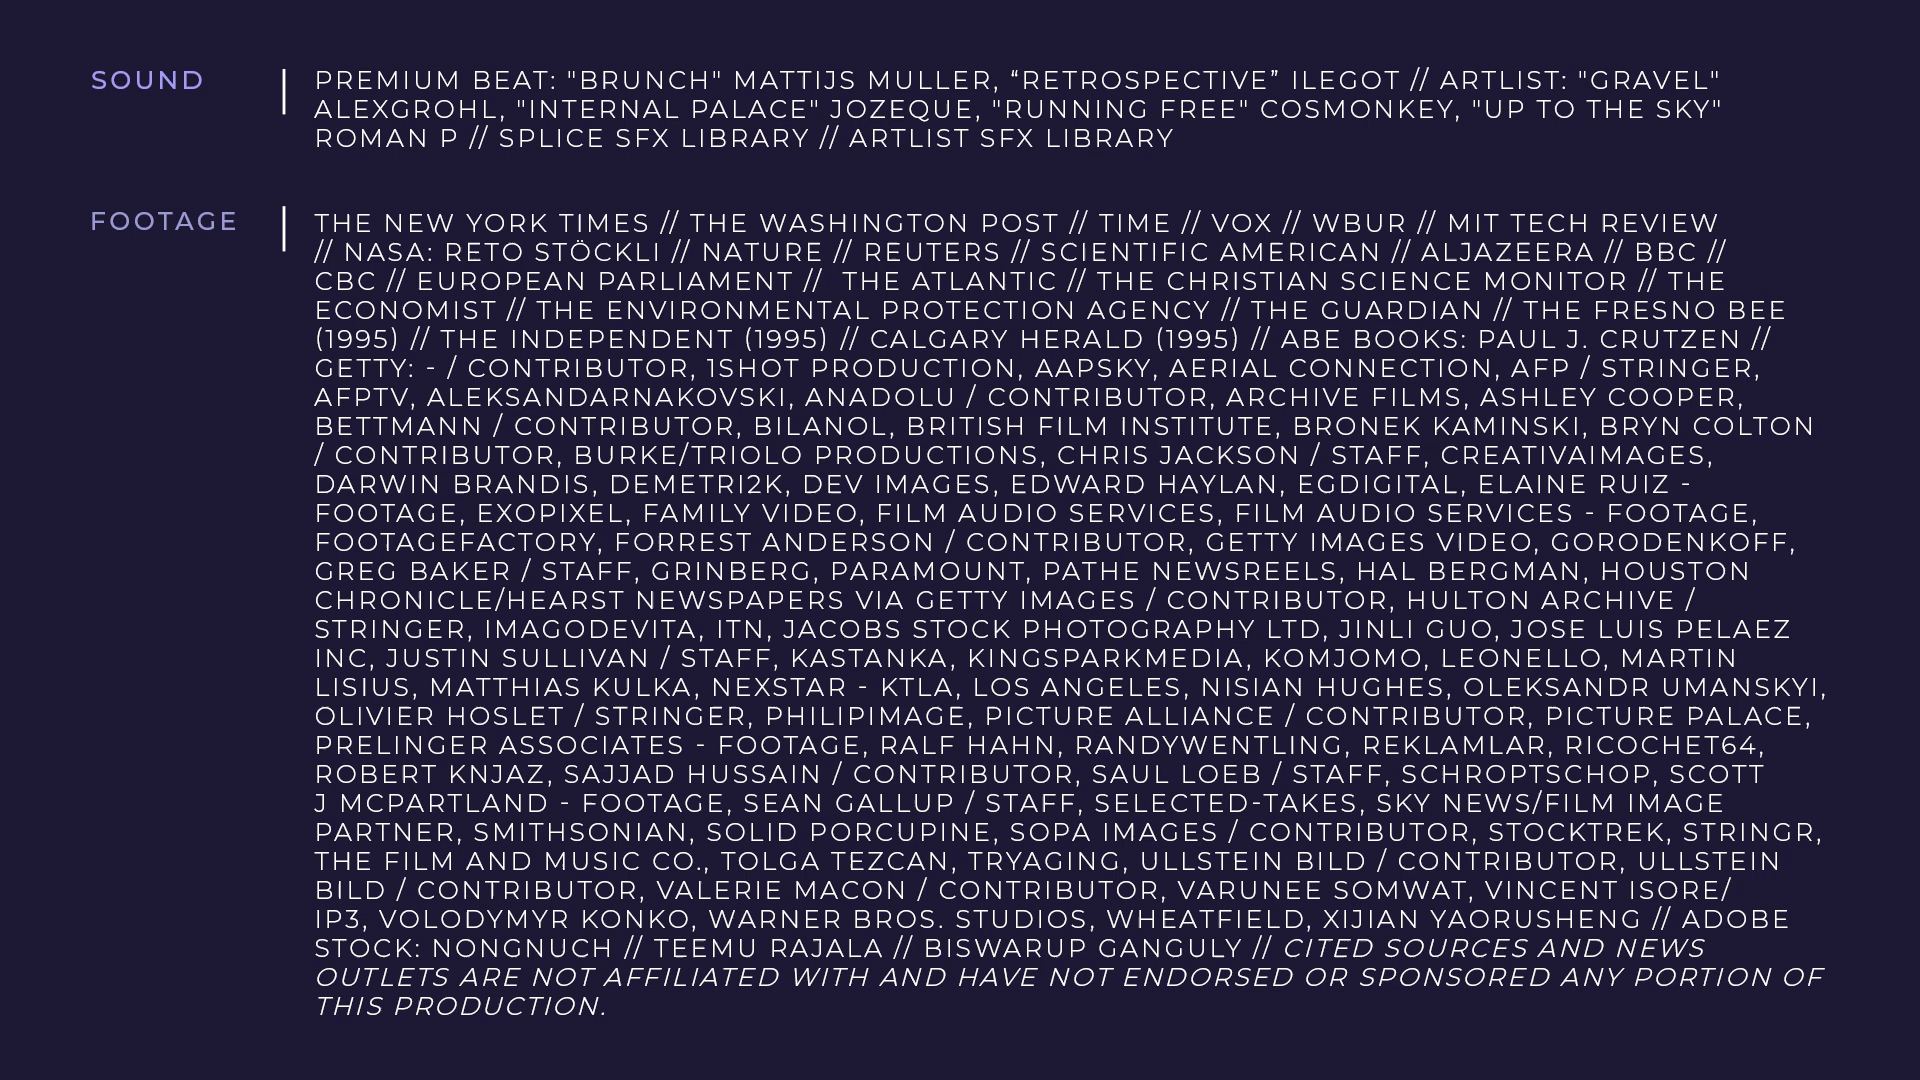 SOUND
PREMIUM BEAT: "BRUNCH" MATTIJS MULLER, “RETROSPECTIVE” ILEGOT // ARTLIST: "GRAVEL"
ALEXGROHL, "INTERNAL PALACE" JOZEQUE, "RUNNING FREE" COSMONKEY, "UP TO THE SKY"
ROMAN P // SPLICE SFX LIBRARY // ARTLIST SFX LIBRARY
FOOTAGE
THE NEW YORK TIMES // THE WASHINGTON POST // TIME // VOX // WBUR // MIT TECH REVIEW
// NASA: RETO STÖCKLI // NATURE // REUTERS // SCIENTIFIC AMERICAN // ALJAZEERA // BBC //
CBC // EUROPEAN PARLIAMENT //  THE ATLANTIC // THE CHRISTIAN SCIENCE MONITOR // THE
ECONOMIST // THE ENVIRONMENTAL PROTECTION AGENCY // THE GUARDIAN // THE FRESNO BEE
(1995) // THE INDEPENDENT (1995) // CALGARY HERALD (1995) // ABE BOOKS: PAUL J. CRUTZEN //
GETTY: - / CONTRIBUTOR, 1SHOT PRODUCTION, AAPSKY, AERIAL CONNECTION, AFP / STRINGER,
AFPTV, ALEKSANDARNAKOVSKI, ANADOLU / CONTRIBUTOR, ARCHIVE FILMS, ASHLEY COOPER,
BETTMANN / CONTRIBUTOR, BILANOL, BRITISH FILM INSTITUTE, BRONEK KAMINSKI, BRYN COLTON
/ CONTRIBUTOR, BURKE/TRIOLO PRODUCTIONS, CHRIS JACKSON / STAFF, CREATIVAIMAGES,
DARWIN BRANDIS, DEMETRI2K, DEV IMAGES, EDWARD HAYLAN, EGDIGITAL, ELAINE RUIZ -
FOOTAGE, EXOPIXEL, FAMILY VIDEO, FILM AUDIO SERVICES, FILM AUDIO SERVICES - FOOTAGE,
FOOTAGEFACTORY, FORREST ANDERSON / CONTRIBUTOR, GETTY IMAGES VIDEO, GORODENKOFF,
GREG BAKER / STAFF, GRINBERG, PARAMOUNT, PATHE NEWSREELS, HAL BERGMAN, HOUSTON
CHRONICLE/HEARST NEWSPAPERS VIA GETTY IMAGES / CONTRIBUTOR, HULTON ARCHIVE /
STRINGER, IMAGODEVITA, ITN, JACOBS STOCK PHOTOGRAPHY LTD, JINLI GUO, JOSE LUIS PELAEZ
INC, JUSTIN SULLIVAN / STAFF, KASTANKA, KINGSPARKMEDIA, KOMJOMO, LEONELLO, MARTIN
LISIUS, MATTHIAS KULKA, NEXSTAR - KTLA, LOS ANGELES, NISIAN HUGHES, OLEKSANDR UMANSKYI,
OLIVIER HOSLET / STRINGER, PHILIPIMAGE, PICTURE ALLIANCE / CONTRIBUTOR, PICTURE PALACE,
PRELINGER ASSOCIATES - FOOTAGE, RALF HAHN, RANDYWENTLING, REKLAMLAR, RICOCHET64,
ROBERT KNJAZ, SAJJAD HUSSAIN / CONTRIBUTOR, SAUL LOEB / STAFF, SCHROPTSCHOP, SCOTT
J MCPARTLAND - FOOTAGE, SEAN GALLUP / STAFF, SELECTED-TAKES, SKY NEWS/FILM IMAGE
PARTNER, SMITHSONIAN, SOLID PORCUPINE, SOPA IMAGES / CONTRIBUTOR, STOCKTREK, STRINGR,
THE FILM AND MUSIC CO., TOLGA TEZCAN, TRYAGING, ULLSTEIN BILD / CONTRIBUTOR, ULLSTEIN
BILD / CONTRIBUTOR, VALERIE MACON / CONTRIBUTOR, VARUNEE SOMWAT, VINCENT ISORE/
IP3, VOLODYMYR KONKO, WARNER BROS. STUDIOS, WHEATFIELD, XIJIAN YAORUSHENG // ADOBE
STOCK: NONGNUCH // TEEMU RAJALA // BISWARUP GANGULY // CITED SOURCES AND NEWS
OUTLETS ARE NOT AFFILIATED WITH AND HAVE NOT ENDORSED OR SPONSORED ANY PORTION OF
THIS PRODUCTION.